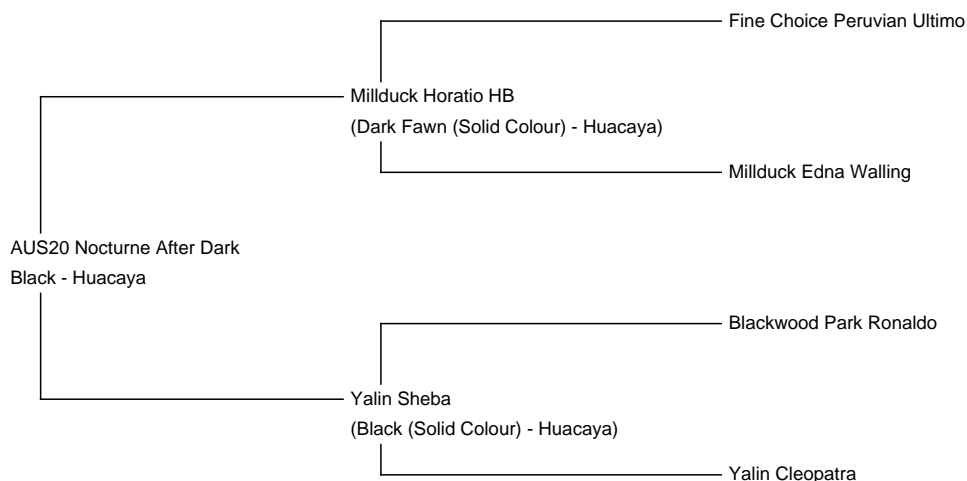 Fine Choice Peruvian Ultimo
Millduck Horatio HB
(Dark Fawn (Solid Colour) - Huacaya)
Millduck Edna Walling
AUS20 Nocturne After Dark
Black - Huacaya
Blackwood Park Ronaldo
Yalin Sheba
(Black (Solid Colour) - Huacaya)
Yalin Cleopatra